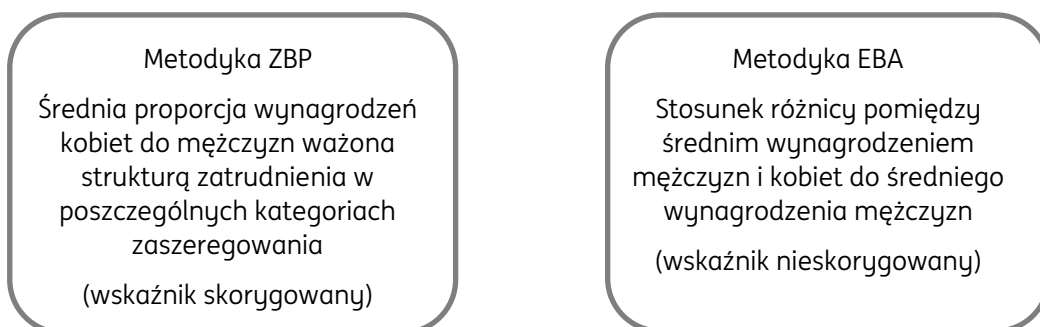 Metodyka ZBP
Średnia proporcja wynagrodzeń
kobiet do mężczyzn ważona
strukturą zatrudnienia w
poszczególnych kategoriach
zaszeregowania
(wskaźnik skorygowany)
Metodyka EBA
Stosunek różnicy pomiędzy
średnim wynagrodzeniem
mężczyzn i kobiet do średniego
wynagrodzenia mężczyzn
(wskaźnik nieskorygowany)